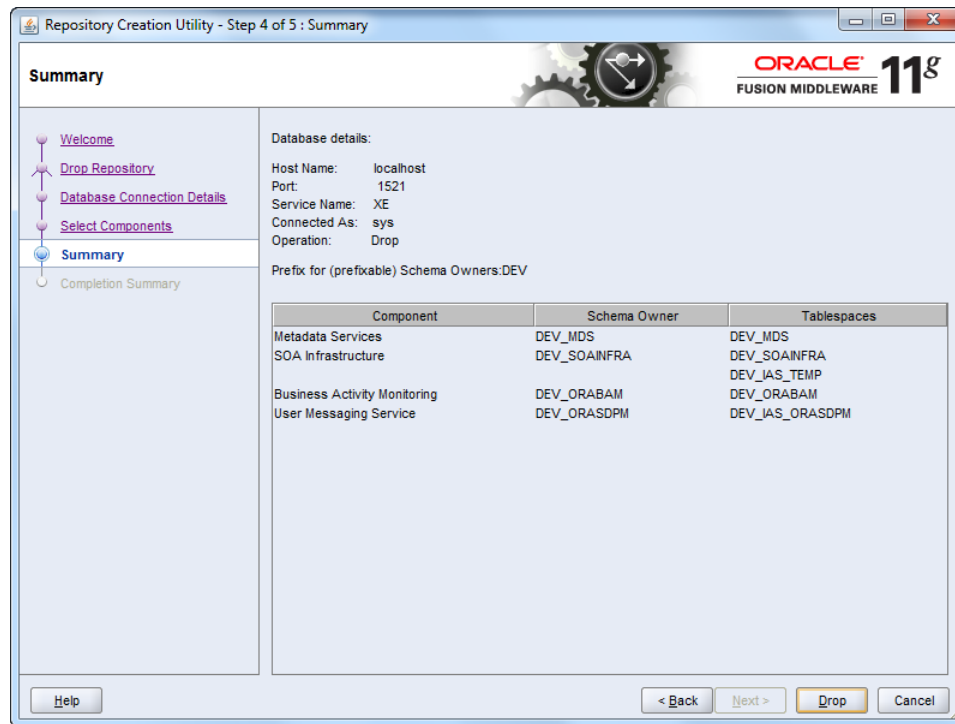 Repository Creation Utility - Step 4 of 5 : Summary
Summary
ORACLE
FUSION MIDDLEWARE 11g
Welcome
Drop Repository
Database Connection Details
Select Components
Summary
Completion Summary
Database details:
Host Name: localhost
Port: 1521
Service Name: XE
Connected As: sys
Operation: Drop
Prefix for (prefixable) Schema Owners:DEV
Component Schema Owner Tablespaces
Metadata Services DEV_MDS DEV_MDS
SOA Infrastructure DEV_SOAINFRA DEV_SOAINFRA
DEV_IAS_TEMP
Business Activity Monitoring DEV_ORABAM DEV_ORABAM
User Messaging Service DEV_ORASDPM DEV_IAS_ORASDPM
Help < Back Next > Drop Cancel